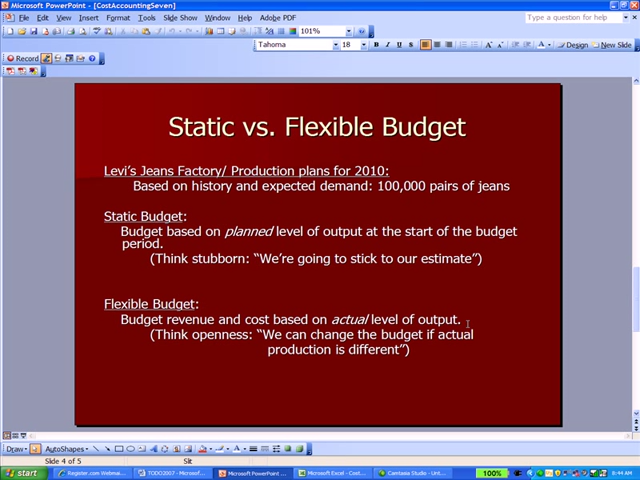 Microsoft PowerPoint - [CostAccountingSeven]
File Edit View Insert Format Tools Slide Show Window Help Adobe PDF
Type a question for help
101%
Tahoma 18 B I U S Design New Slide
Record
Static vs. Flexible Budget
Levi's Jeans Factory/ Production plans for 2010:
Based on history and expected demand: 100,000 pairs of jeans
Static Budget:
Budget based on planned level of output at the start of the budget
period.
(Think stubborn: “We’re going to stick to our estimate”)
Flexible Budget:
Budget revenue and cost based on actual level of output.
(Think openness: “We can change the budget if actual
production is different”)
Draw AutoShapes
Slide 4 of 5
start Register.com Webmai... TODO2007 - Microsof... Microsoft PowerPoint ... Microsoft Excel - Cost... Camtasia Studio - Unt... 100% 8:44 AM